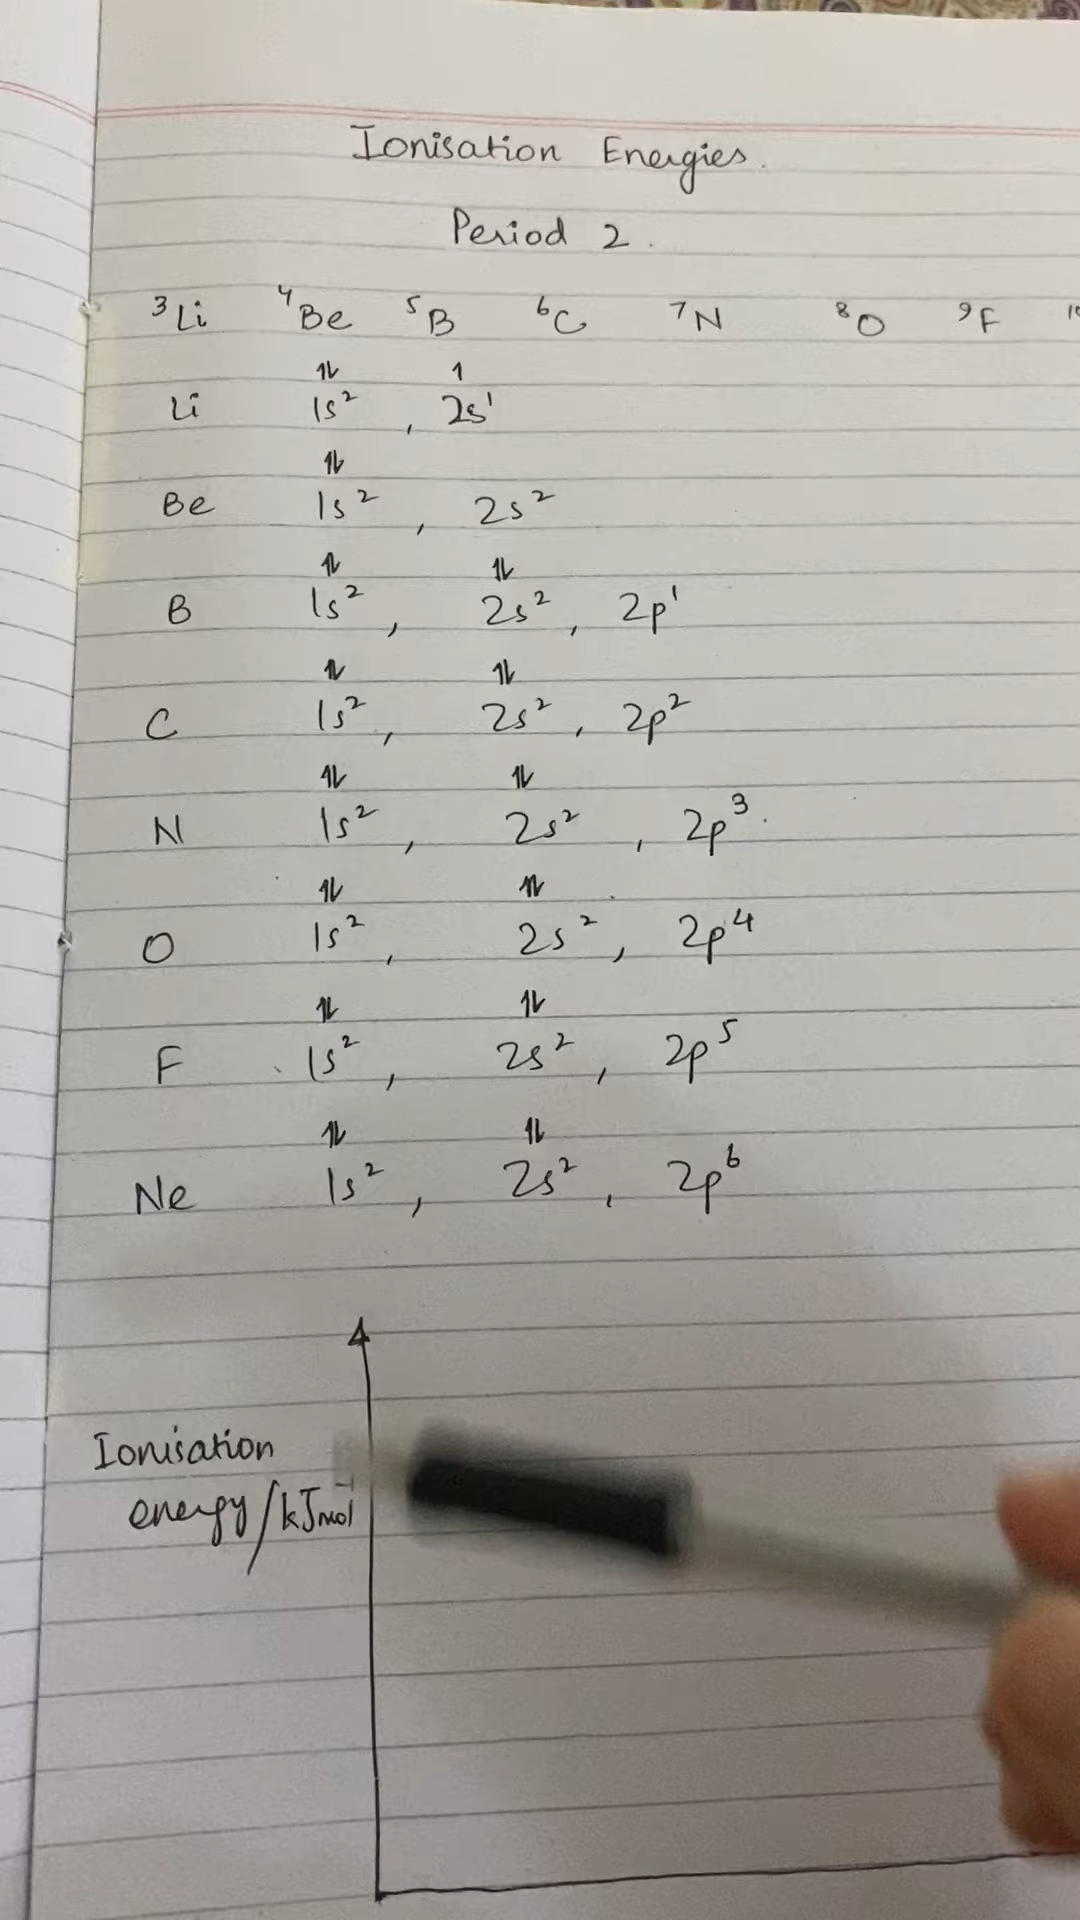 Ionisation Energies.
Period 2.
³Li ⁴Be ⁵B ⁶C ⁷N ⁸O ⁹F 10
⥮ ↿
Li 1s², 2s¹
⥮
Be 1s², 2s²
⥮ ⥮
B 1s², 2s², 2p¹
⥮ ⥮
C 1s², 2s², 2p²
⥮ ⥮
N 1s², 2s², 2p³.
⥮ ⥮
O 1s², 2s², 2p⁴
⥮ ⥮
F 1s², 2s², 2p⁵
⥮ ⥮
Ne 1s², 2s², 2p⁶
Ionisation
energy/kJmol⁻¹